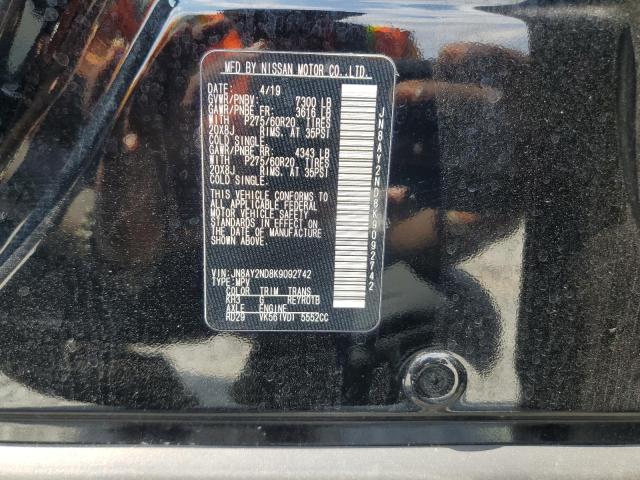 MFD BY NISSAN MOTOR CO.,LTD.
DATE: 4/19
GVWR/PNBV 7300 LB
GAWR/PNBE FR: 3616 LB
WITH P275/60R20 TIRES
20X8J RIMS, AT 35PSI
COLD SINGLE.
GAWR/PNBE RR: 4343 LB
WITH P275/60R20 TIRES
20X8J RIMS, AT 35PSI
COLD SINGLE.
THIS VEHICLE CONFORMS TO
ALL APPLICABLE FEDERAL
MOTOR VEHICLE SAFETY
STANDARDS IN EFFECT ON
THE DATE OF MANUFACTURE
SHOWN ABOVE.
VIN: JN8AY2ND8K9092742
TYPE: MPV
COLOR TRIM TRANS
KH3 G RE7R01B
AXLE ENGINE
RD29 VK56(VD) 5552CC
JN8AY2ND8K9092742